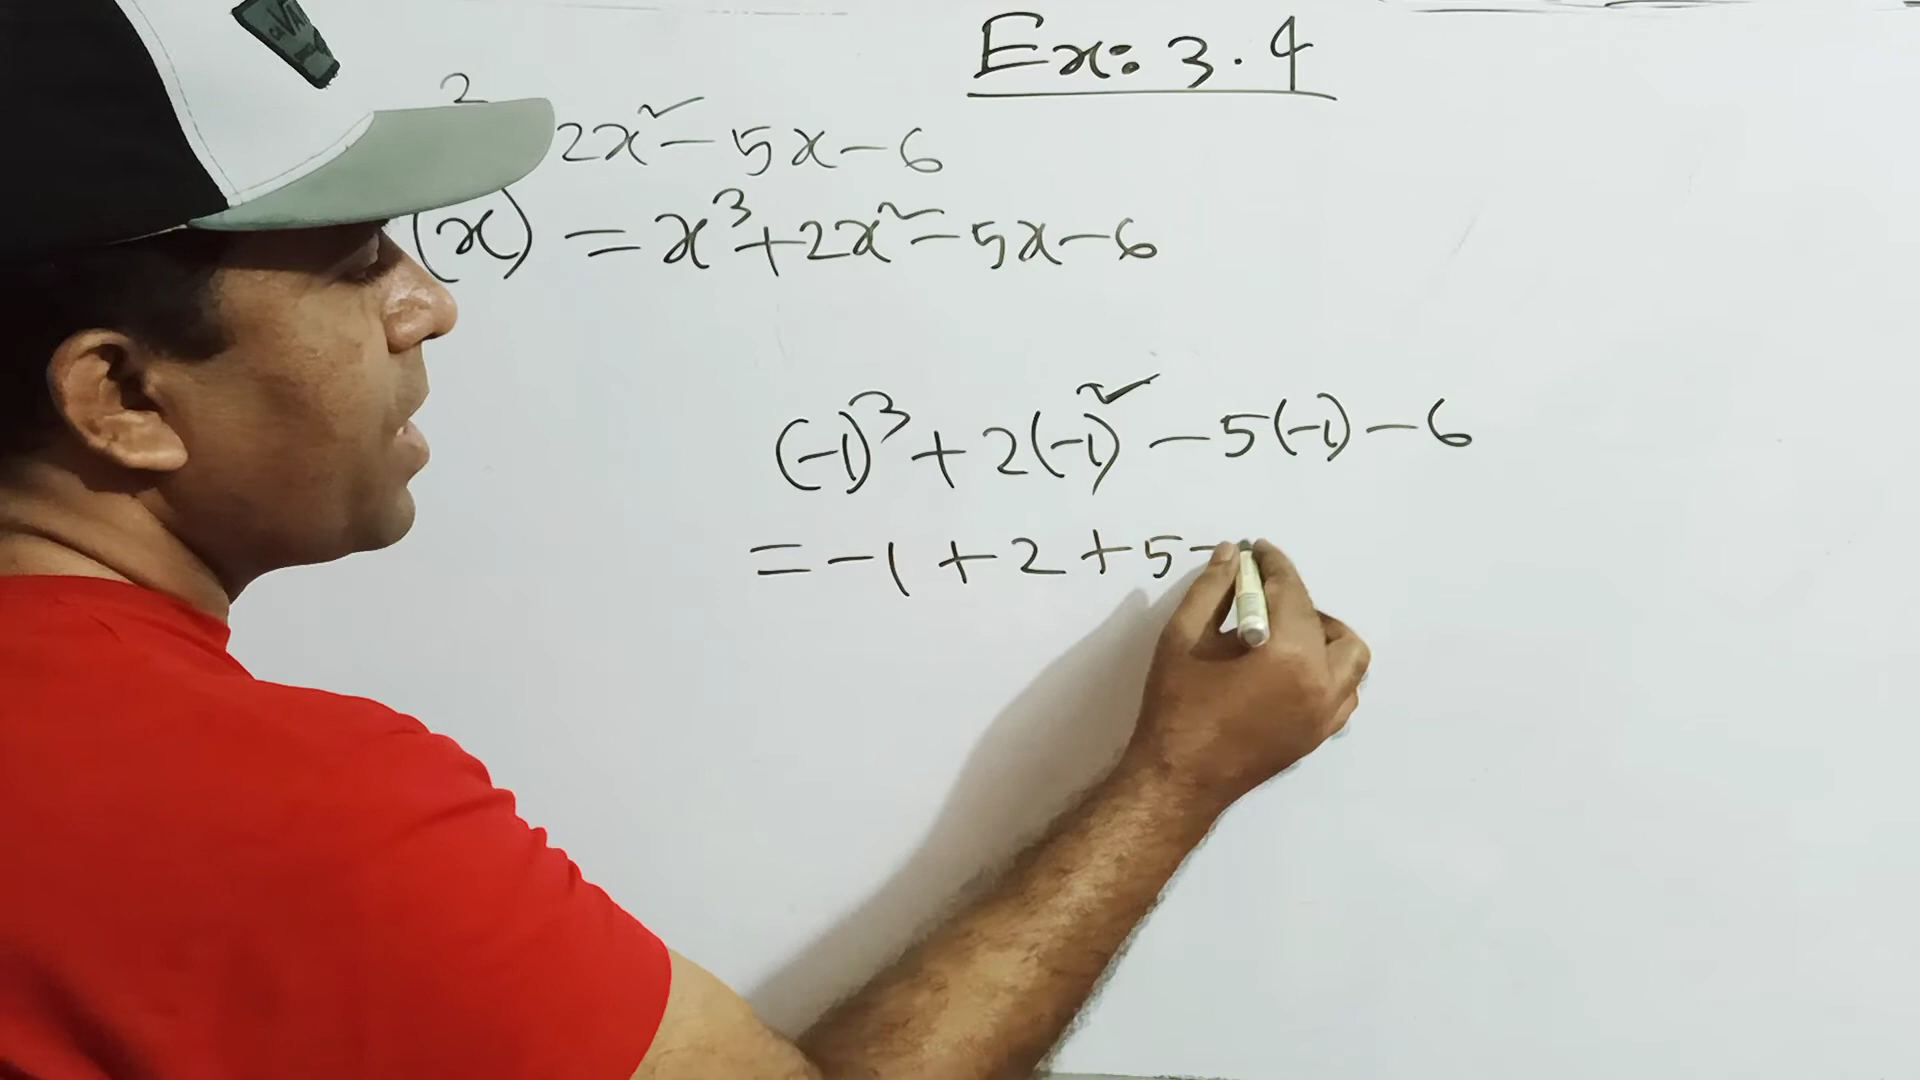 Ex: 3.4
2x² - 5x - 6
(x) = x³ + 2x² - 5x - 6
(-1)³ + 2(-1)² - 5(-1) - 6
= -1 + 2 + 5 -